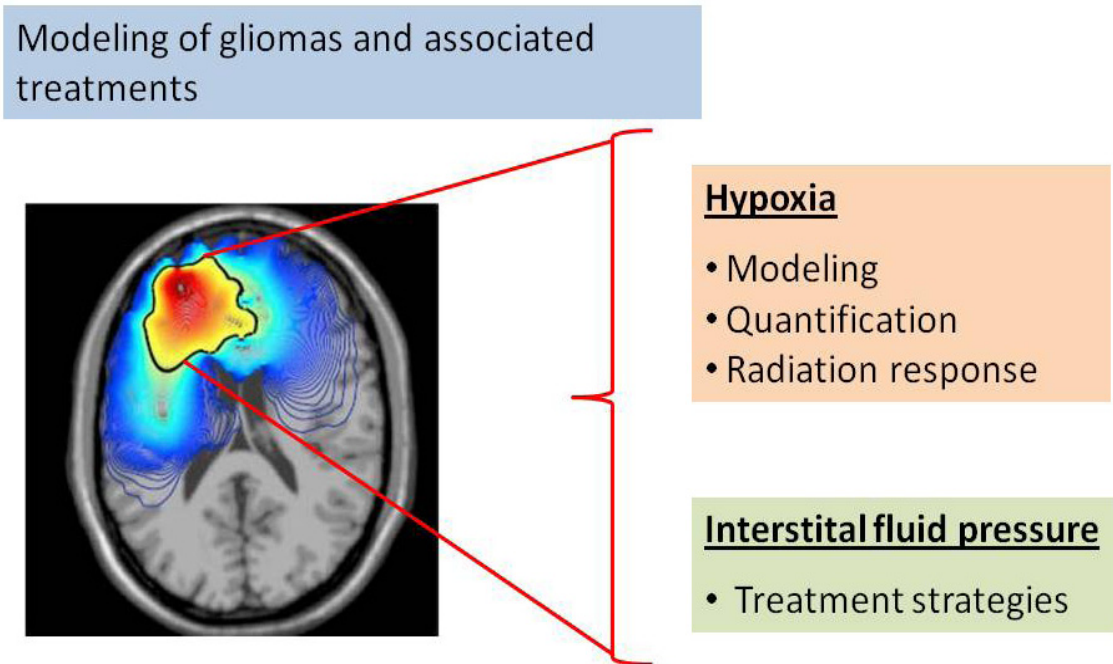 Modeling of gliomas and associated
treatments
Hypoxia
• Modeling
• Quantification
• Radiation response
Interstital fluid pressure
• Treatment strategies